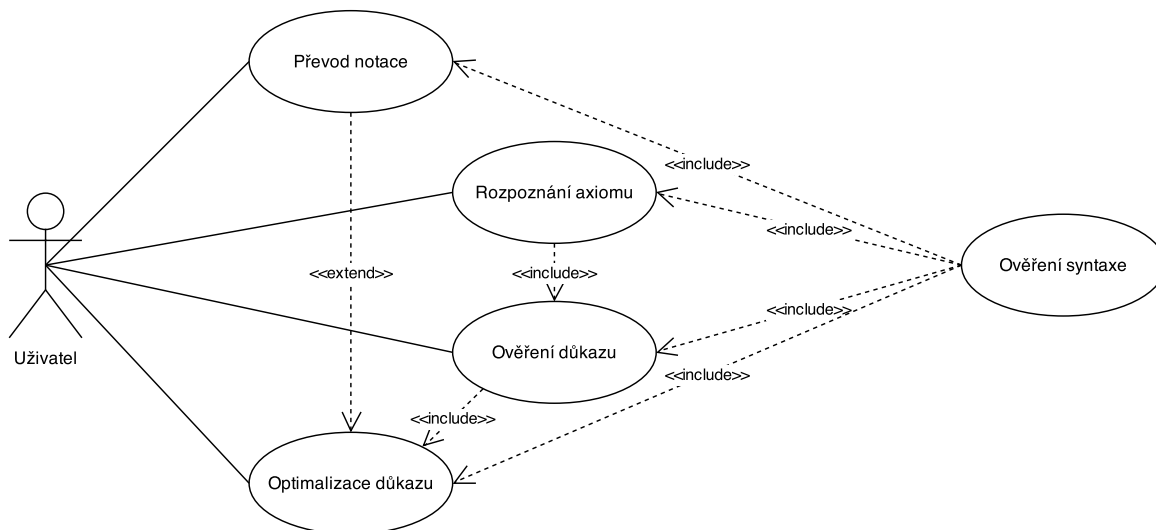 Převod notace
<<include>>
Rozpoznání axiomu
<<include>>
Ověření syntaxe
<<extend>>
<<include>>
<<include>>
Uživatel
Ověření důkazu
<<include>>
<<include>>
Optimalizace důkazu